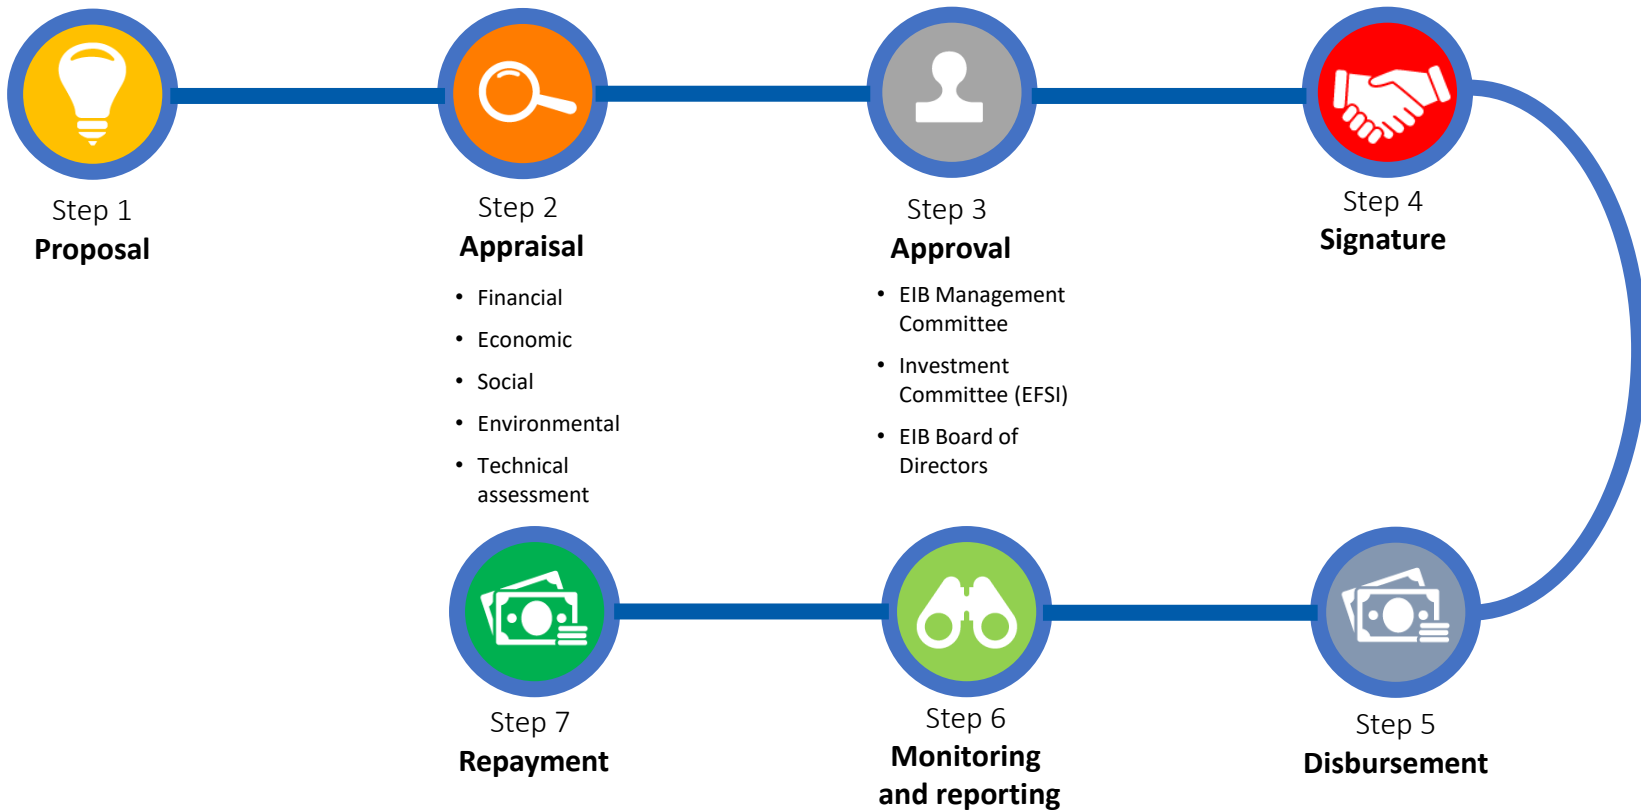 Step 1
Proposal
Step 2
Appraisal
• Financial
• Economic
• Social
• Environmental
• Technical
assessment
Step 3
Approval
• EIB Management
Committee
• Investment
Committee (EFSI)
• EIB Board of
Directors
Step 4
Signature
Step 5
Disbursement
Step 6
Monitoring
and reporting
Step 7
Repayment